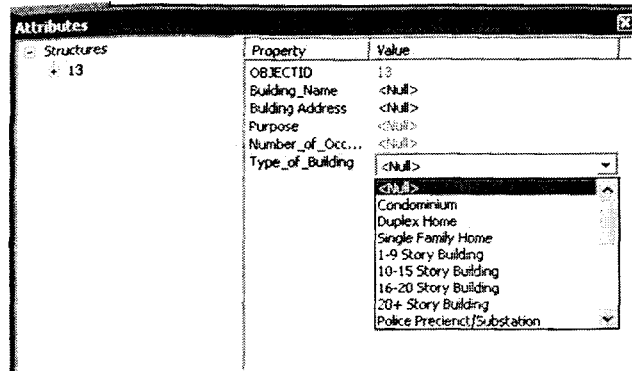 Attributes
Structures
13
Property Value
OBJECTID 13
Building_Name <Null>
Building Address <Null>
Purpose <Null>
Number_of_Occ... <Null>
Type_of_Building <Null>
<Null>
Condominium
Duplex Home
Single Family Home
1-9 Story Building
10-15 Story Building
16-20 Story Building
20+ Story Building
Police Precienct/Substation